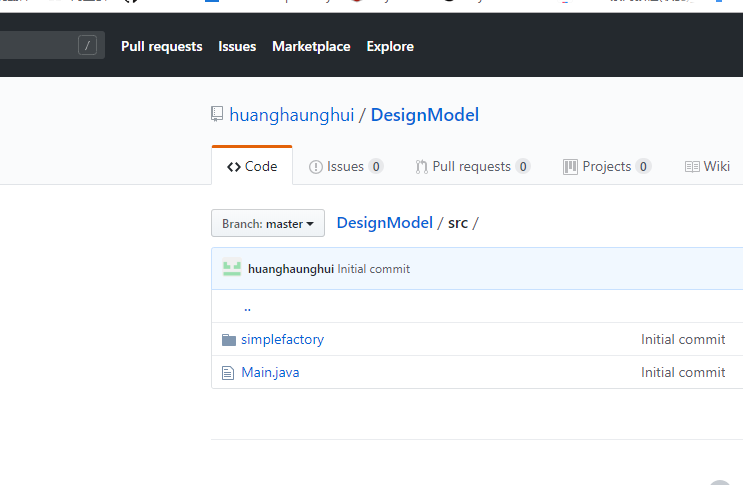 / Pull requests Issues Marketplace Explore
huanghaunghui / DesignModel
Code Issues 0 Pull requests 0 Projects 0 Wiki
Branch: master DesignModel / src /
huanghaunghui Initial commit
..
simplefactory Initial commit
Main.java Initial commit